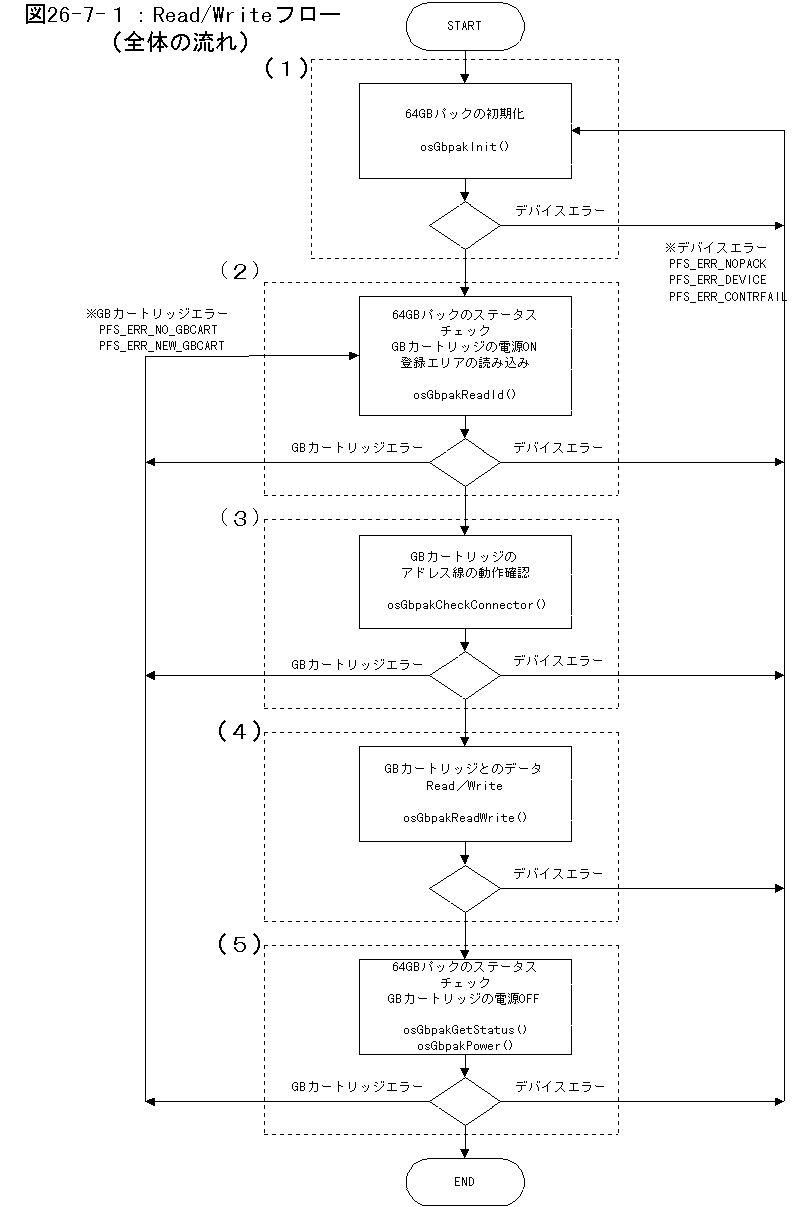 図26-7-1：Read/Writeフロー
（全体の流れ）
START
（1）
64GBパックの初期化
osGbpakInit()
デバイスエラー
※デバイスエラー
PFS_ERR_NOPACK
PFS_ERR_DEVICE
PFS_ERR_CONTRFAIL
（2）
※GBカートリッジエラー
PFS_ERR_NO_GBCART
PFS_ERR_NEW_GBCART
64GBパックのステータス
チェック
GBカートリッジの電源ON
登録エリアの読み込み
osGbpakReadId()
GBカートリッジエラー
デバイスエラー
（3）
GBカートリッジの
アドレス線の動作確認
osGbpakCheckConnector()
GBカートリッジエラー
デバイスエラー
（4）
GBカートリッジとのデータ
Read／Write
osGbpakReadWrite()
デバイスエラー
（5）
64GBパックのステータス
チェック
GBカートリッジの電源OFF
osGbpakGetStatus()
osGbpakPower()
GBカートリッジエラー
デバイスエラー
END